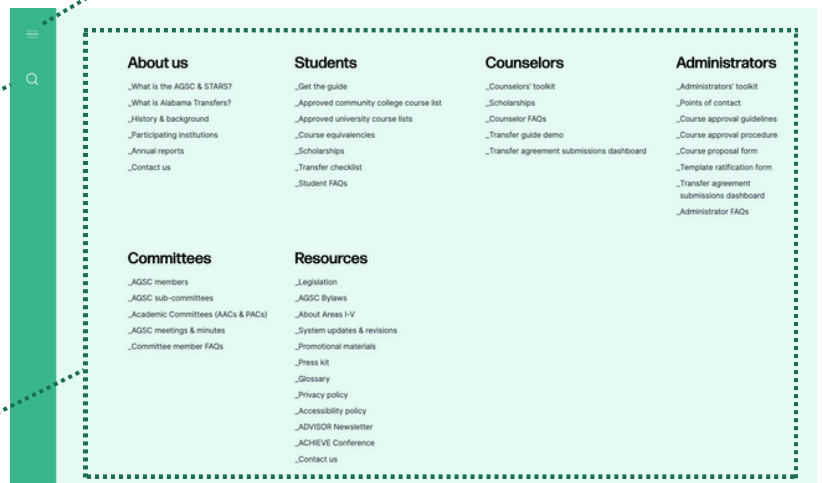 About us
_What is the AGSC & STARS?
_What is Alabama Transfers?
_History & background
_Participating institutions
_Annual reports
_Contact us
Students
_Get the guide
_Approved community college course list
_Approved university course lists
_Course equivalencies
_Scholarships
_Transfer checklist
_Student FAQs
Counselors
_Counselors' toolkit
_Scholarships
_Counselor FAQs
_Transfer guide demo
_Transfer agreement submissions dashboard
Administrators
_Administrators' toolkit
_Points of contact
_Course approval guidelines
_Course approval procedure
_Course proposal form
_Template ratification form
_Transfer agreement
submissions dashboard
_Administrator FAQs
Committees
_AGSC members
_AGSC sub-committees
_Academic Committees (AACs & PACs)
_AGSC meetings & minutes
_Committee member FAQs
Resources
_Legislation
_AGSC Bylaws
_About Areas I-V
_System updates & revisions
_Promotional materials
_Press kit
_Glossary
_Privacy policy
_Accessibility policy
_ADVISOR Newsletter
_ACHIEVE Conference
_Contact us